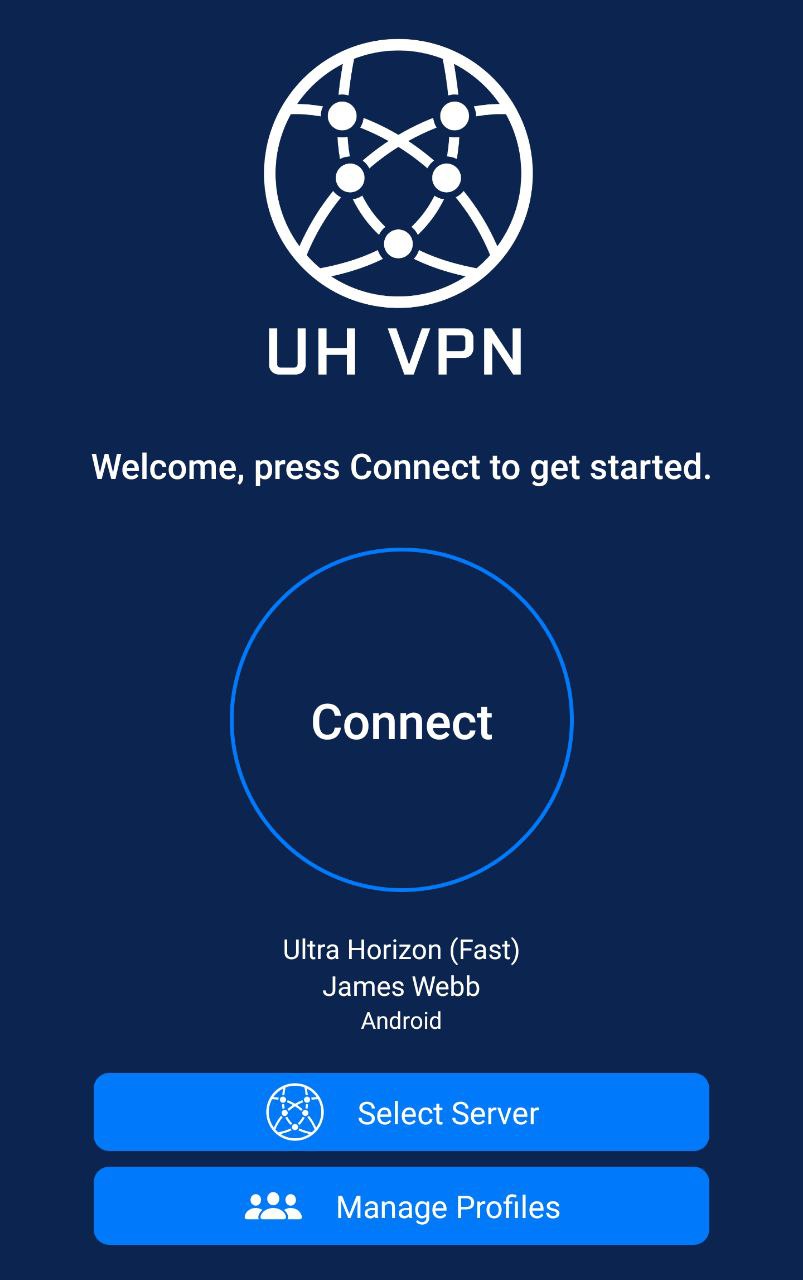 UH VPN
Welcome, press Connect to get started.
Connect
Ultra Horizon (Fast)
James Webb
Android
Select Server
Manage Profiles